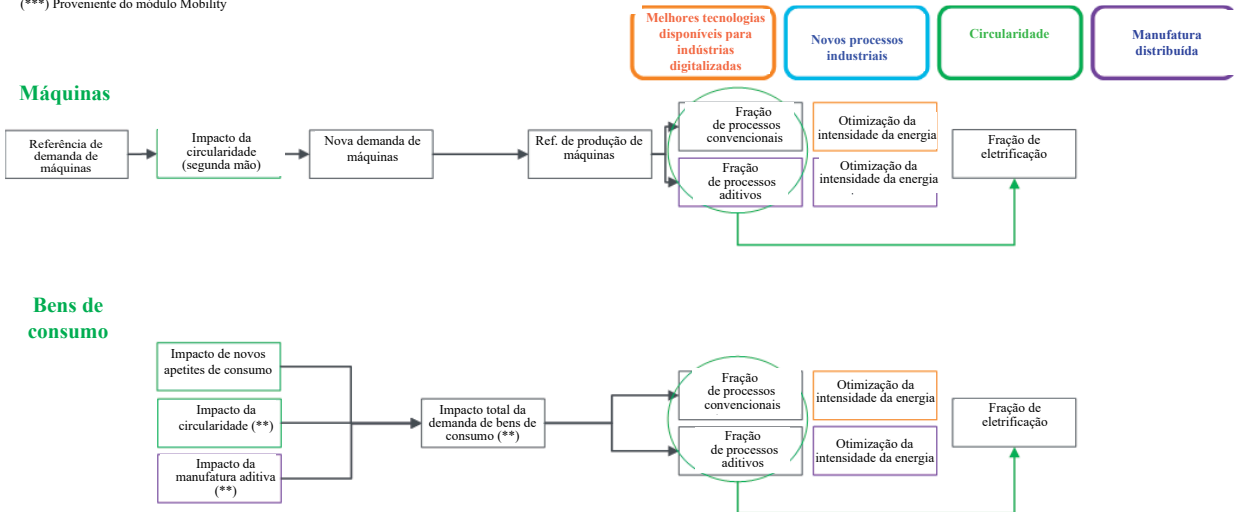 (***) Proveniente do módulo Mobility
Melhores tecnologias
disponíveis para
indústrias
digitalizadas
Novos processos
industriais
Circularidade
Manufatura
distribuída
Máquinas
Referência de
demanda de
máquinas
Impacto da
circularidade
(segunda mão)
Nova demanda de
máquinas
Ref. de produção de
máquinas
Fração
de processos
convencionais
Otimização da
intensidade da energia
Fração
de processos
aditivos
Otimização da
intensidade da energia
Fração de
eletrificação
Bens de
consumo
Impacto de novos
apetites de consumo
Impacto da
circularidade (**)
Impacto da
manufatura aditiva
(**)
Impacto total da
demanda de bens de
consumo (**)
Fração
de processos
convencionais
Otimização da
intensidade da energia
Fração
de processos
aditivos
Otimização da
intensidade da energia
Fração de
eletrificação